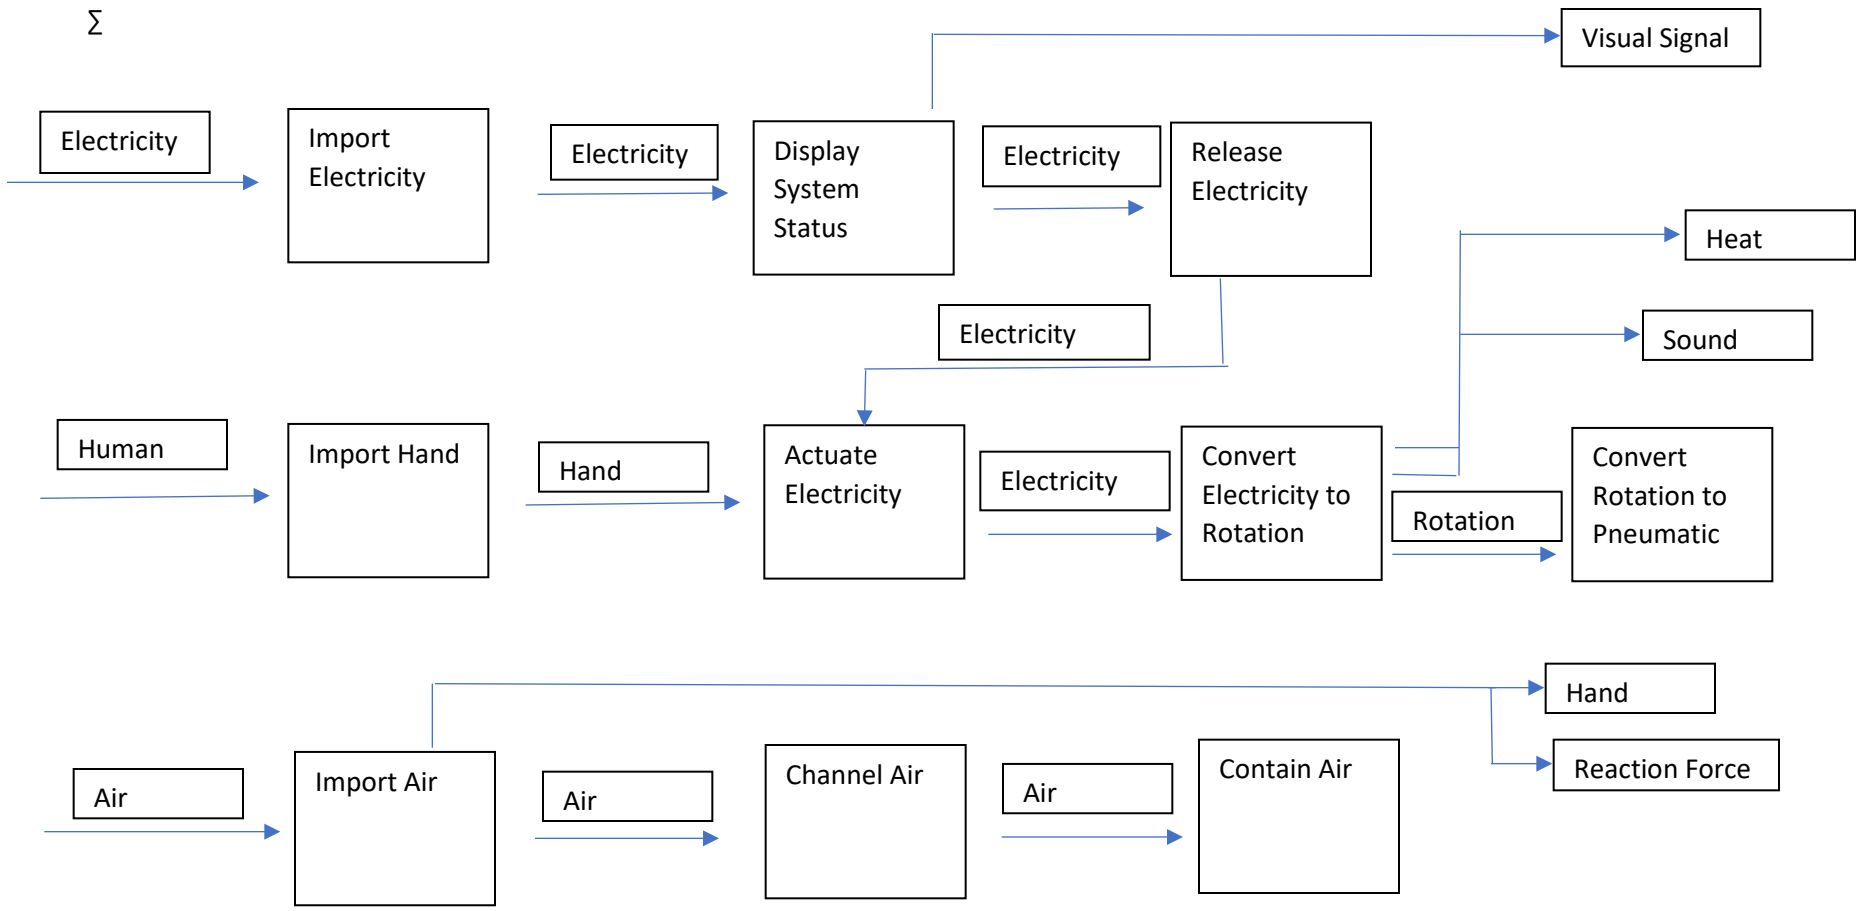 ∑
Visual Signal
Electricity
Import
Electricity
Electricity
Display
System
Status
Electricity
Release
Electricity
Heat
Electricity
Sound
Human
Import Hand
Hand
Actuate
Electricity
Electricity
Convert
Electricity to
Rotation
Rotation
Convert
Rotation to
Pneumatic
Hand
Reaction Force
Air
Import Air
Air
Channel Air
Air
Contain Air